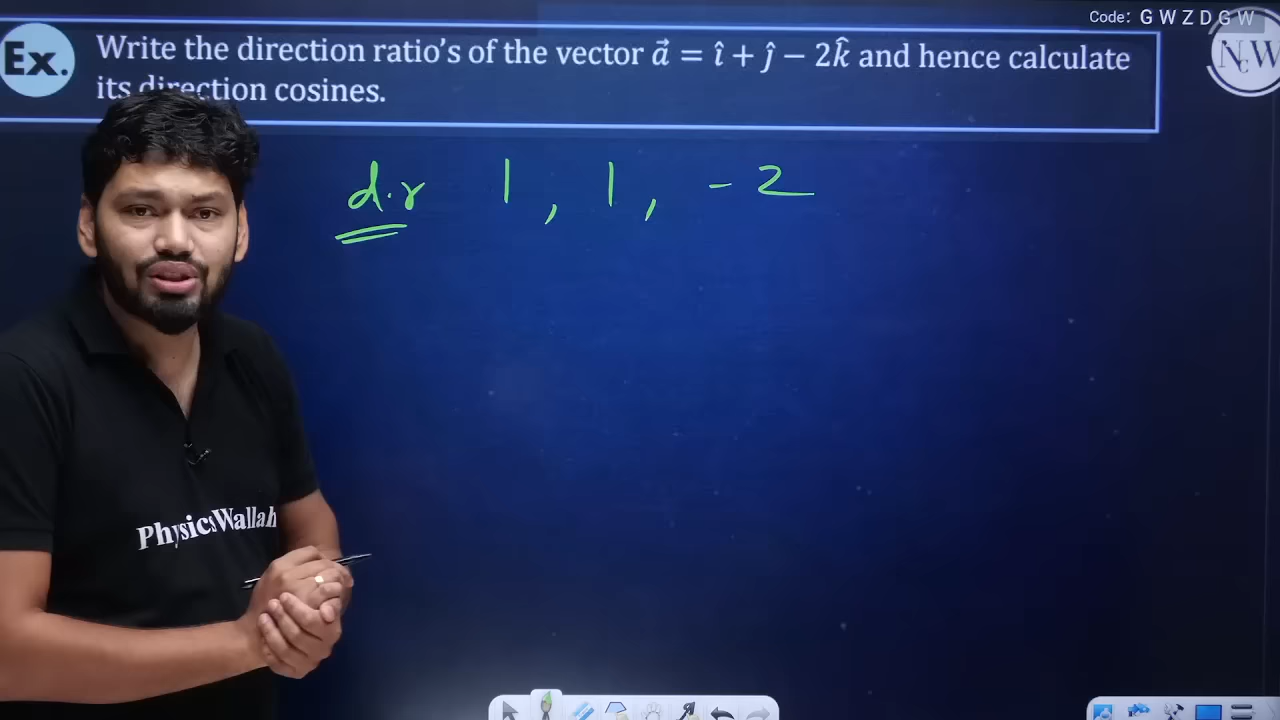 Code: G W Z D G W
Ex.
Write the direction ratio's of the vector a⃗ = î + ĵ − 2k̂ and hence calculate
its direction cosines.
NCW
d.r 1 , 1 , - 2
PhysicsWallah